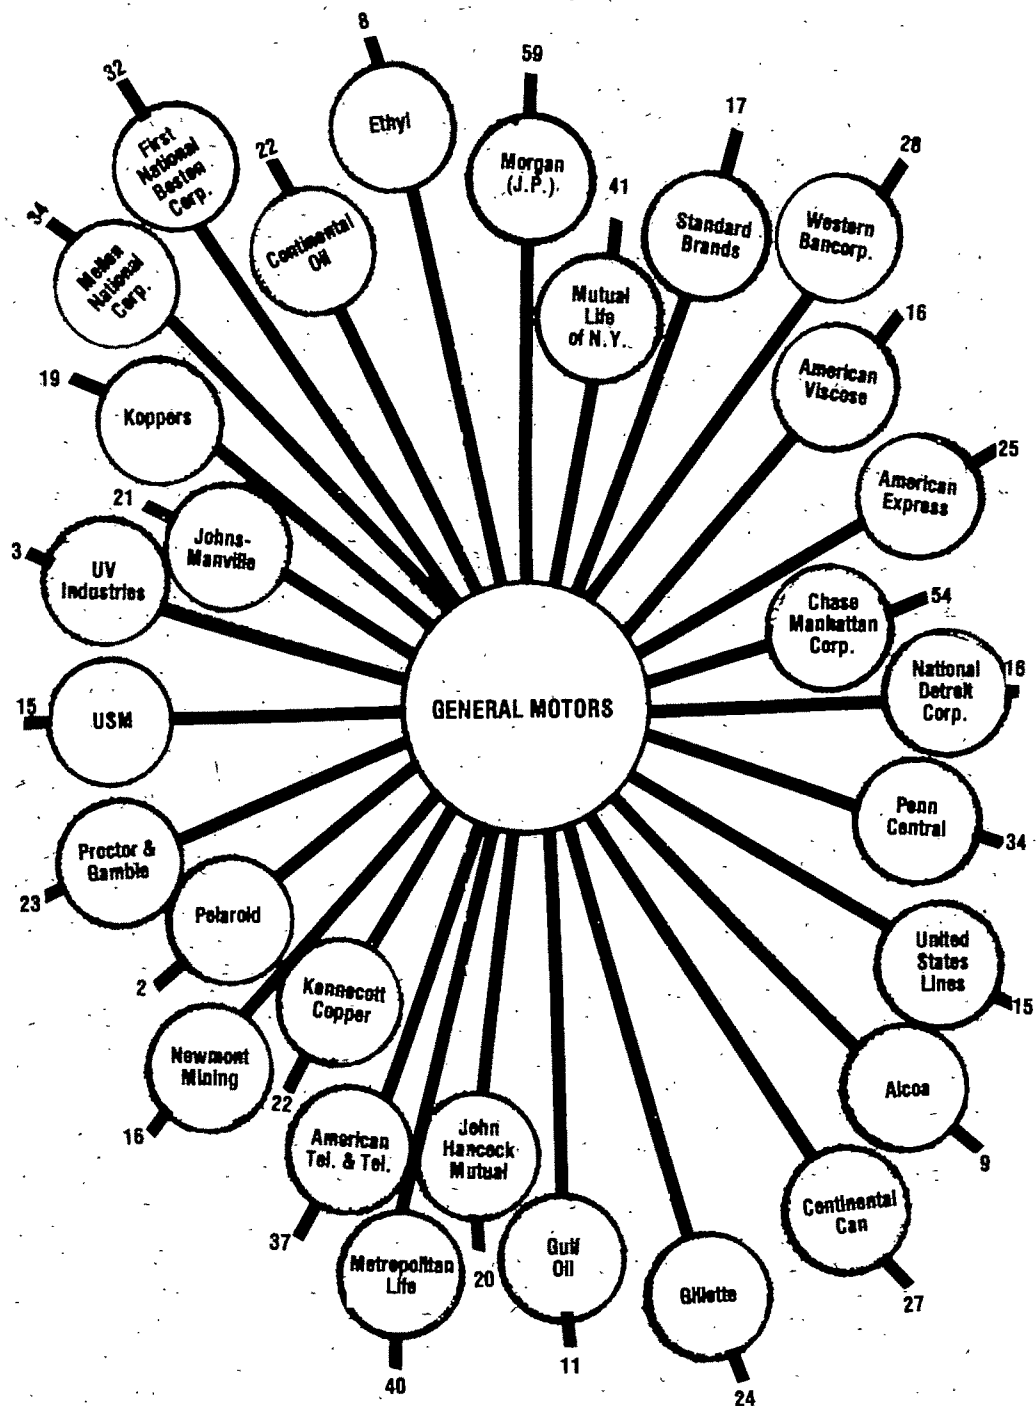 8
Ethyl
59
Morgan
(J.P.)
32
First
National
Boston
Corp.
22
Continental
Oil
41
Mutual
Life
of N.Y.
17
Standard
Brands
28
Western
Bancorp.
34
Mellon
National
Corp.
16
American
Viscose
19
Koppers
25
American
Express
21
Johns-
Manville
3
UV
Industries
54
Chase
Manhattan
Corp.
16
National
Detroit
Corp.
15
USM
GENERAL MOTORS
Penn
Central
34
Proctor &
Gamble
23
Polaroid
2
United
States
Lines
15
Kennecott
Copper
22
Newmont
Mining
16
Alcoa
9
American
Tel. & Tel.
37
John
Hancock
Mutual
20
Continental
Can
27
Metropolitan
Life
40
Gulf
Oil
11
Gillette
24